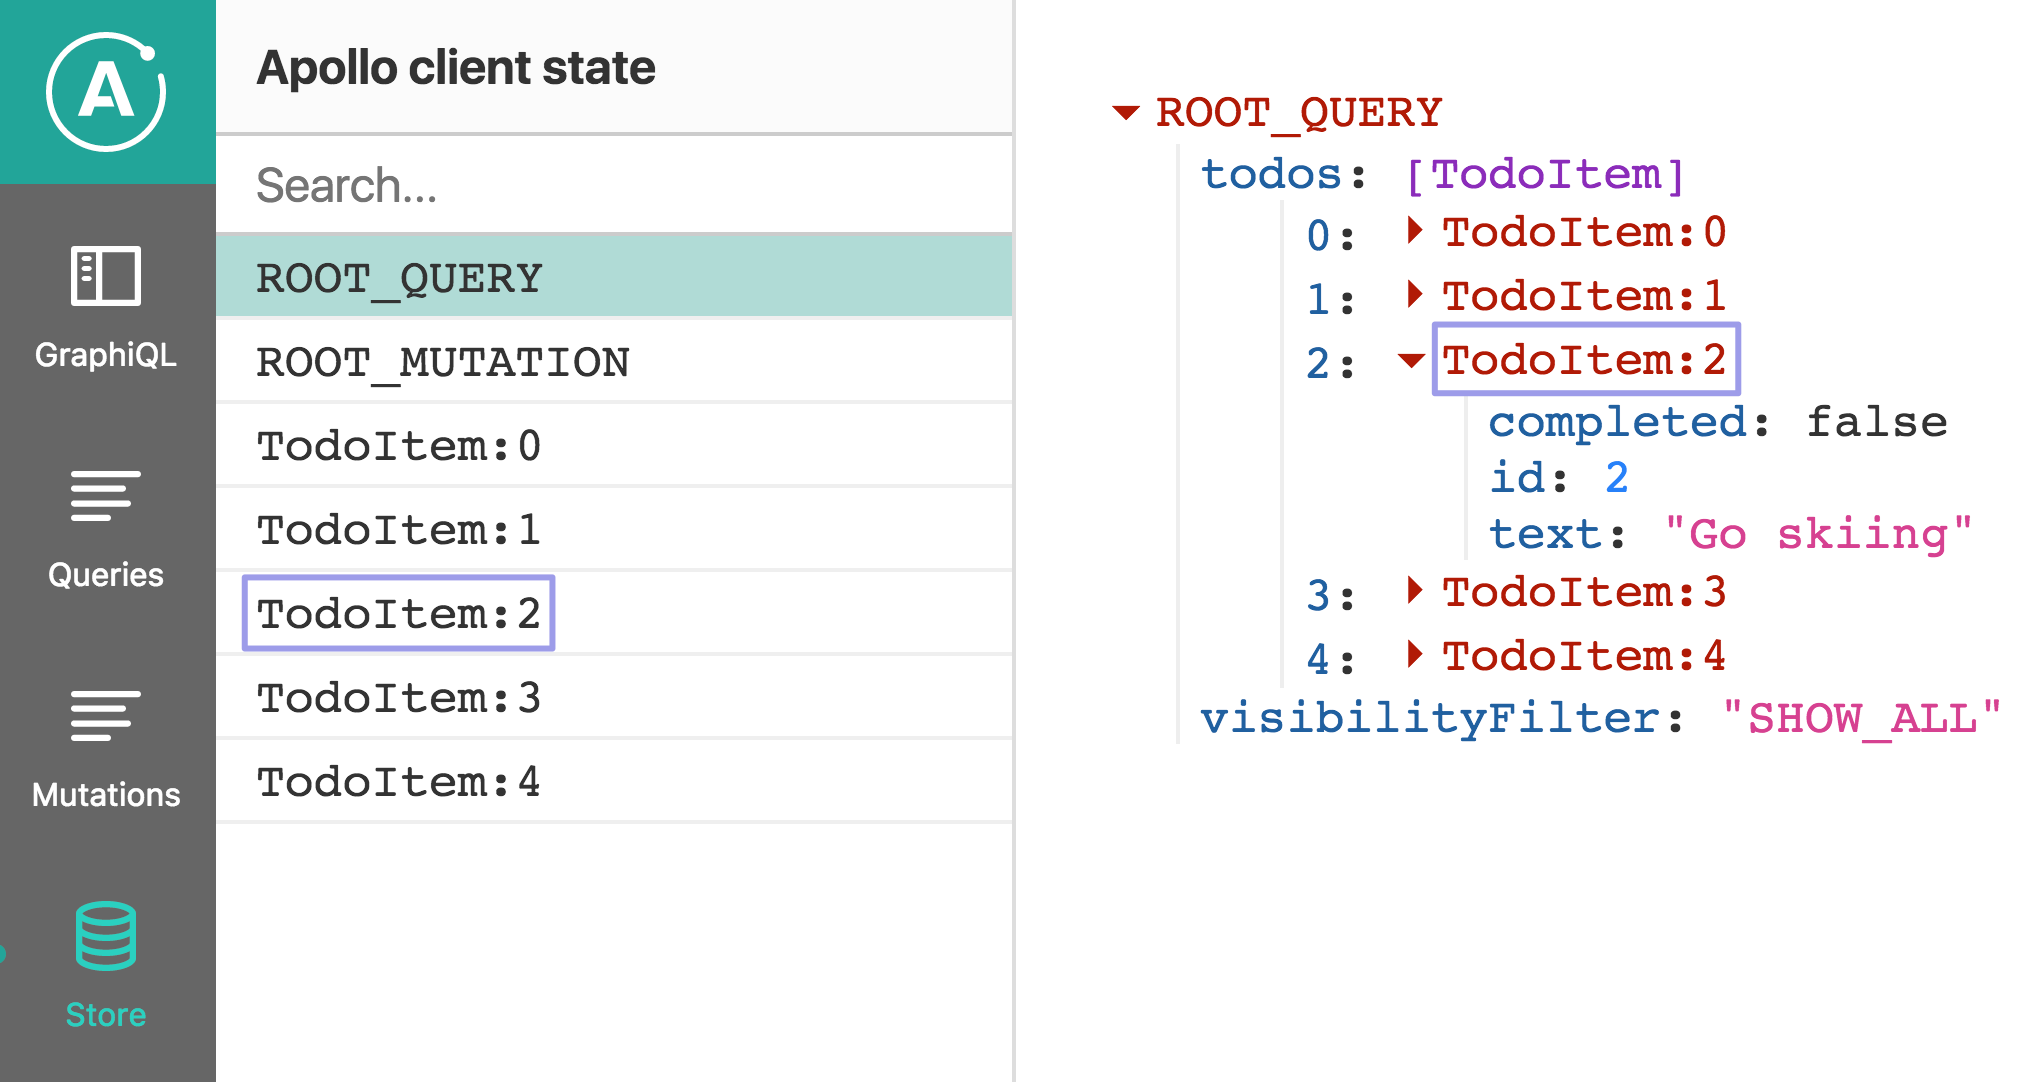 A
GraphiQL
Queries
Mutations
Store
Apollo client state
Search...
ROOT_QUERY
ROOT_MUTATION
TodoItem:0
TodoItem:1
TodoItem:2
TodoItem:3
TodoItem:4
ROOT_QUERY
todos: [TodoItem]
0: TodoItem:0
1: TodoItem:1
2: TodoItem:2
completed: false
id: 2
text: "Go skiing"
3: TodoItem:3
4: TodoItem:4
visibilityFilter: "SHOW_ALL"